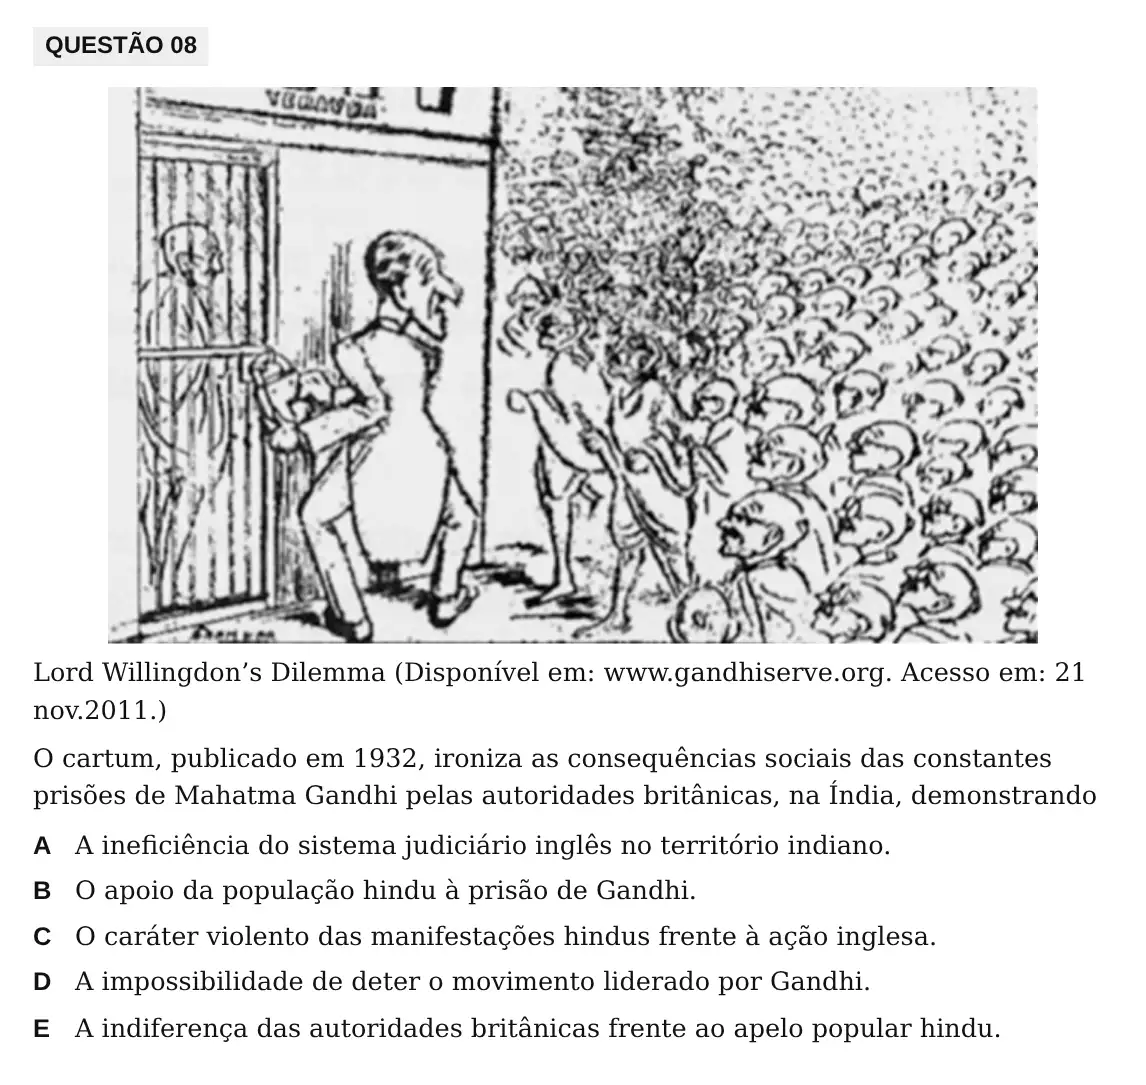 QUESTÃO 08
YERAVDA
Lord Willingdon’s Dilemma (Disponível em: www.gandhiserve.org. Acesso em: 21
nov.2011.)
O cartum, publicado em 1932, ironiza as consequências sociais das constantes
prisões de Mahatma Gandhi pelas autoridades britânicas, na Índia, demonstrando
A A ineficiência do sistema judiciário inglês no território indiano.
B O apoio da população hindu à prisão de Gandhi.
C O caráter violento das manifestações hindus frente à ação inglesa.
D A impossibilidade de deter o movimento liderado por Gandhi.
E A indiferença das autoridades britânicas frente ao apelo popular hindu.